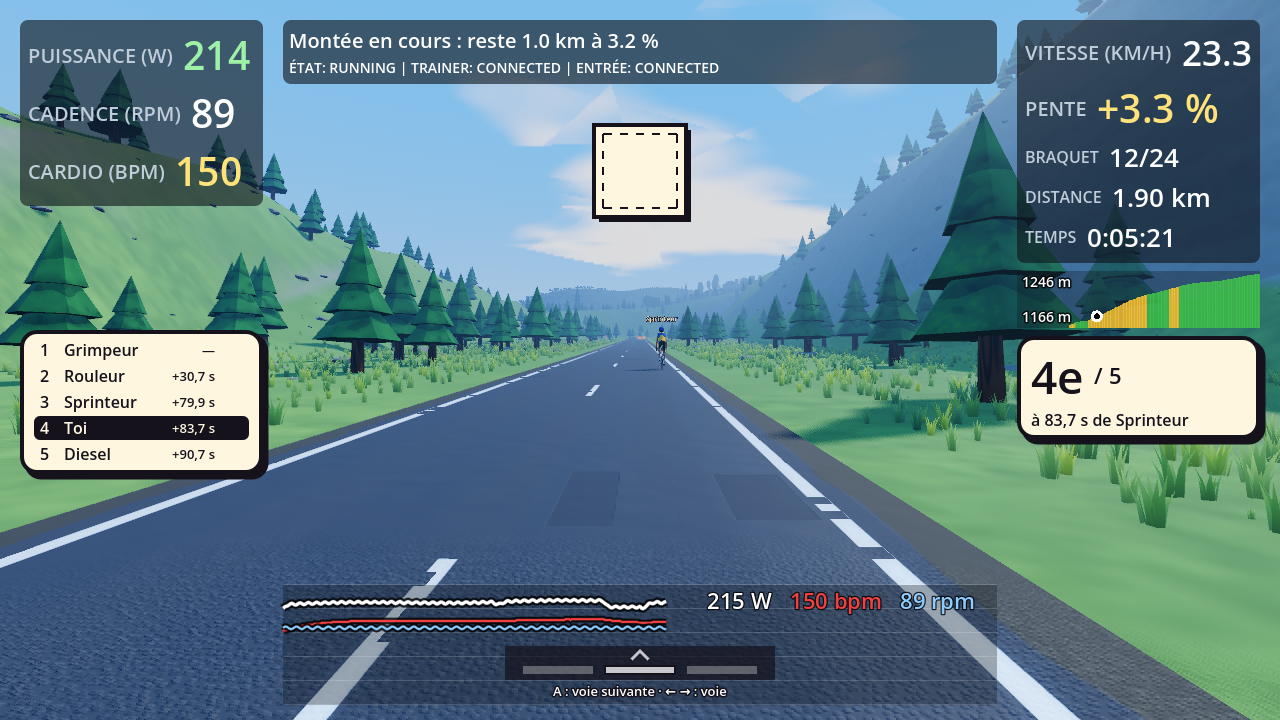 PUISSANCE (W) 214
CADENCE (RPM) 89
CARDIO (BPM) 150
Montée en cours : reste 1.0 km à 3.2 %
ÉTAT: RUNNING | TRAINER: CONNECTED | ENTRÉE: CONNECTED
VITESSE (KM/H) 23.3
PENTE +3.3 %
BRAQUET 12/24
DISTANCE 1.90 km
TEMPS 0:05:21
1246 m
1166 m
Sprinteur
1 Grimpeur —
2 Rouleur +30,7 s
3 Sprinteur +79,9 s
4 Toi +83,7 s
5 Diesel +90,7 s
4e / 5
à 83,7 s de Sprinteur
215 W 150 bpm 89 rpm
A : voie suivante · ← → : voie